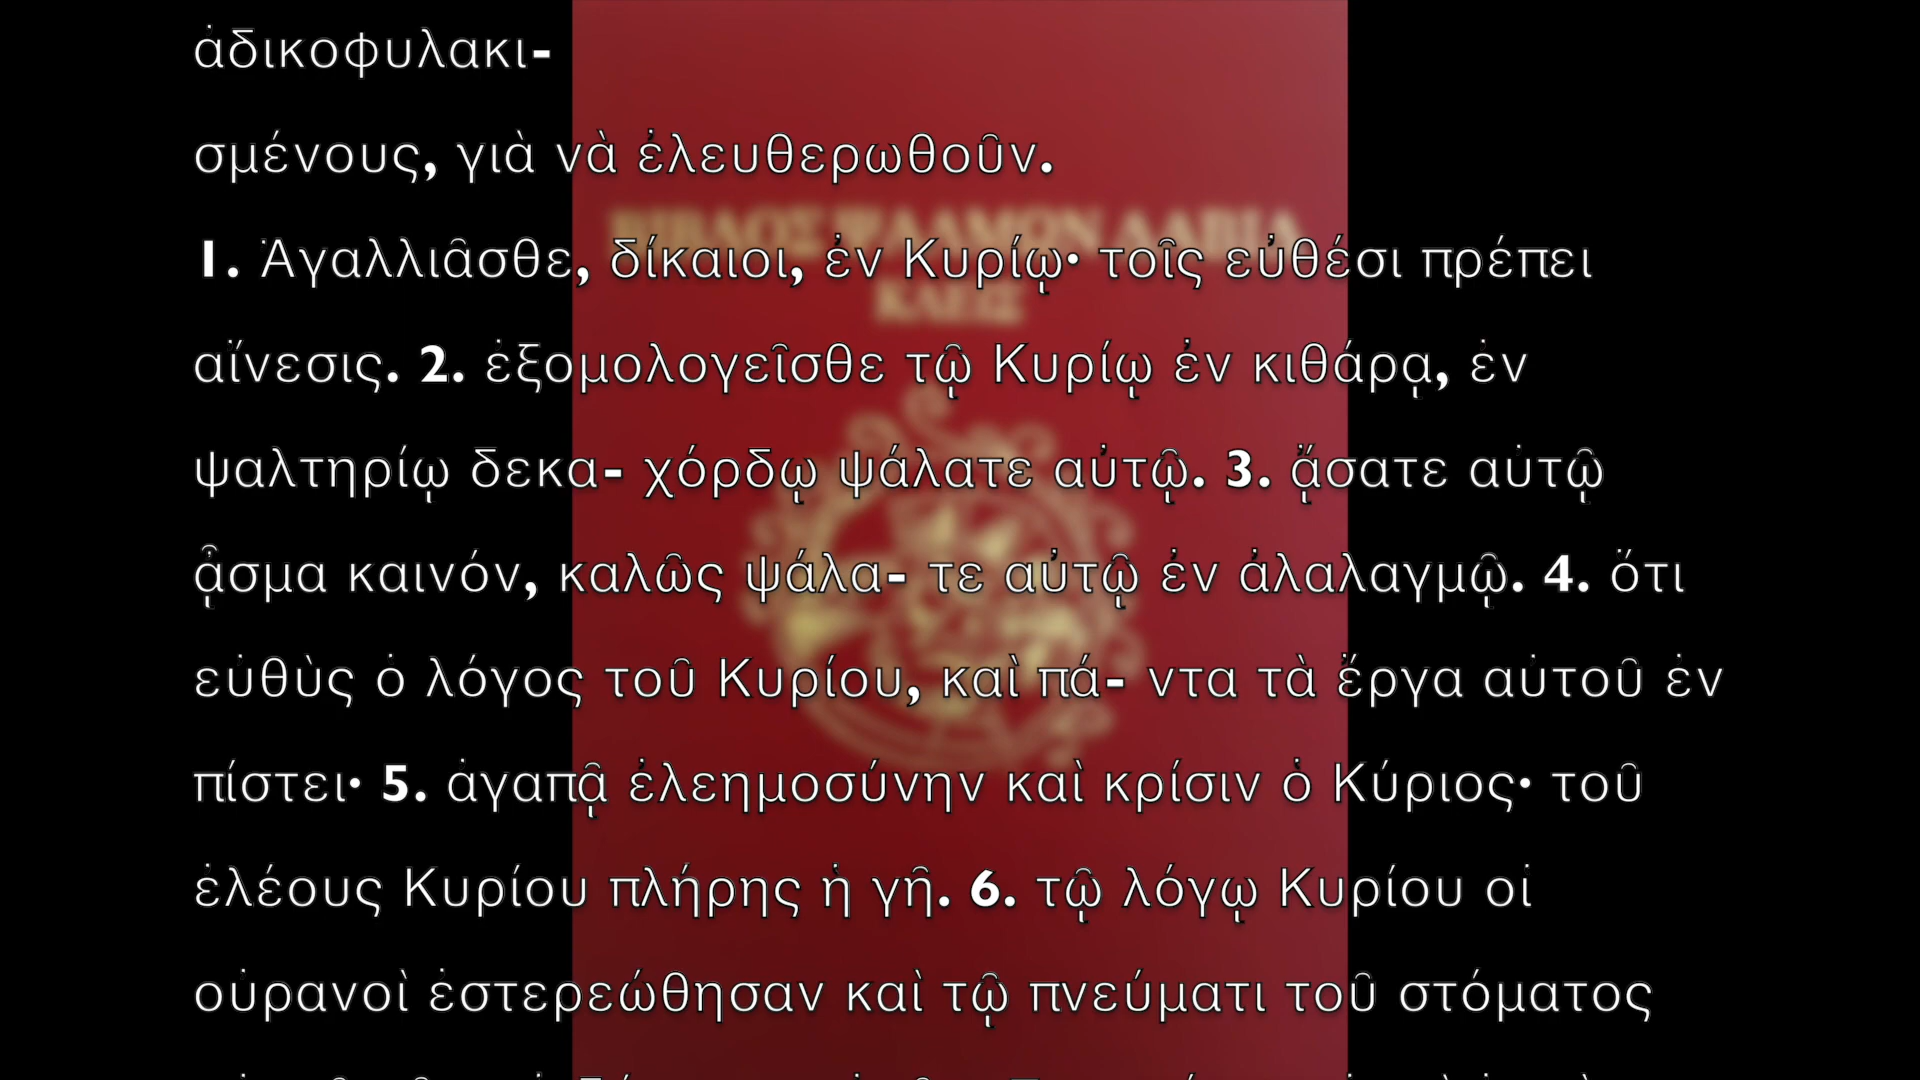 ἀδικοφυλακι-
σμένους, γιὰ νὰ ἐλευθερωθοῦν.
ΒΙΒΛΟΣ ΨΑΛΜΩΝ ΔΑΒΙΔ
1. Ἀγαλλιᾶσθε, δίκαιοι, ἐν Κυρίῳ· τοῖς εὐθέσι πρέπει
ΚΛΕΙΣ
αἴνεσις. 2. ἐξομολογεῖσθε τῷ Κυρίῳ ἐν κιθάρᾳ, ἐν
ψαλτηρίῳ δεκα- χόρδῳ ψάλατε αὐτῷ. 3. ᾄσατε αὐτῷ
ᾆσμα καινόν, καλῶς ψάλα- τε αὐτῷ ἐν ἀλαλαγμῷ. 4. ὅτι
εὐθὺς ὁ λόγος τοῦ Κυρίου, καὶ πά- ντα τὰ ἔργα αὐτοῦ ἐν
πίστει· 5. ἀγαπᾷ ἐλεημοσύνην καὶ κρίσιν ὁ Κύριος· τοῦ
ἐλέους Κυρίου πλήρης ἡ γῆ. 6. τῷ λόγῳ Κυρίου οἱ
οὐρανοὶ ἐστερεώθησαν καὶ τῷ πνεύματι τοῦ στόματος